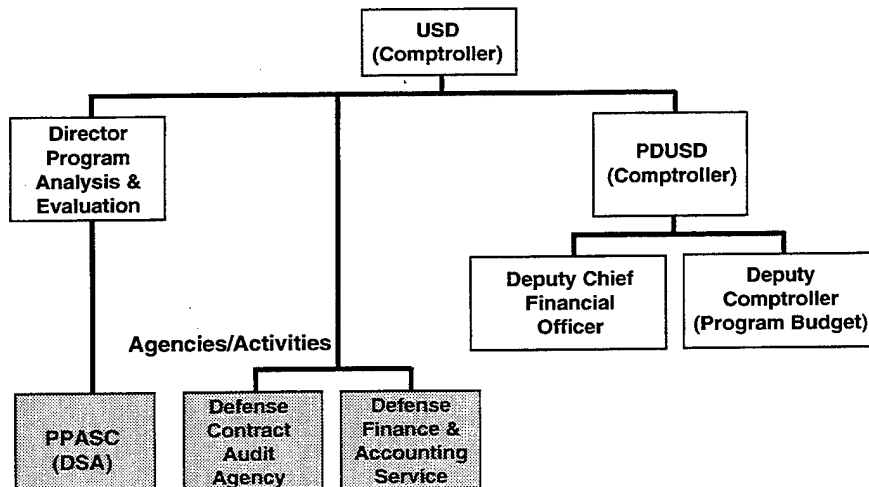 USD
(Comptroller)
Director
Program
Analysis &
Evaluation
PDUSD
(Comptroller)
Deputy Chief
Financial
Officer
Deputy
Comptroller
(Program Budget)
Agencies/Activities
PPASC
(DSA)
Defense
Contract
Audit
Agency
Defense
Finance &
Accounting
Service